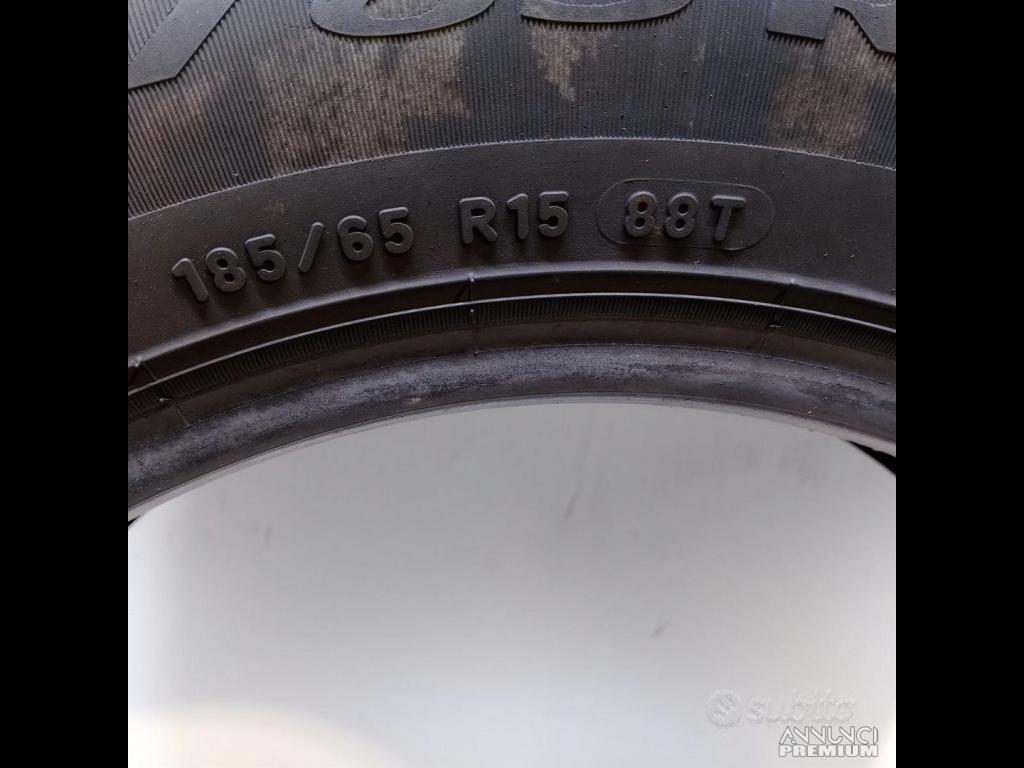 185/65 R15 88T
subito
ANNUNCI
PREMIUM